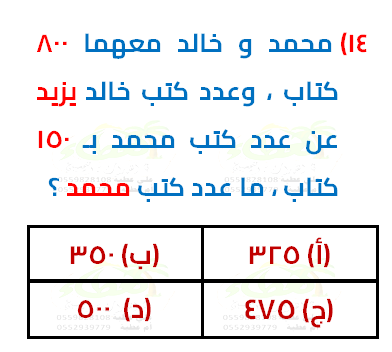 ١٤) محمد و خالد معهما ٨٠٠
كتاب ، وعدد كتب خالد يزيد
عن عدد كتب محمد بـ ١٥٠
كتاب ، ما عدد كتب محمد ؟
(أ) ٣٢٥ (ب) ٣٥٠
(ج) ٤٧٥ (د) ٥٠٠